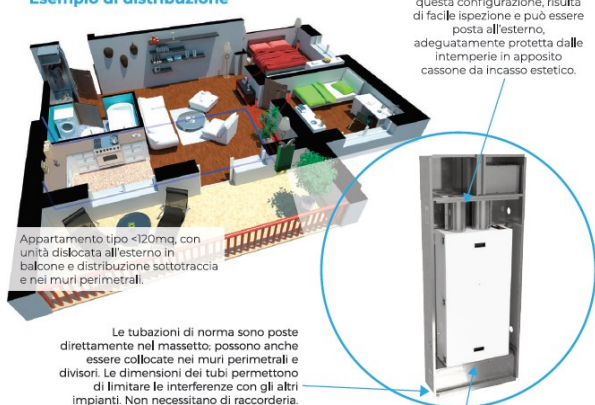 Esempio di distribuzione
questa configurazione, risulta
di facile ispezione e può essere
posta all'esterno,
adeguatamente protetta dalle
intemperie in apposito
cassone da incasso estetico.
Appartamento tipo <120mq, con
unità dislocata all'esterno in
balcone e distribuzione sottotraccia
e nei muri perimetrali.
Le tubazioni di norma sono poste
direttamente nel massetto; possono anche
essere collocate nei muri perimetrali e
divisori. Le dimensioni dei tubi permettono
di limitare le interferenze con gli altri
impianti. Non necessitano di raccorderia.